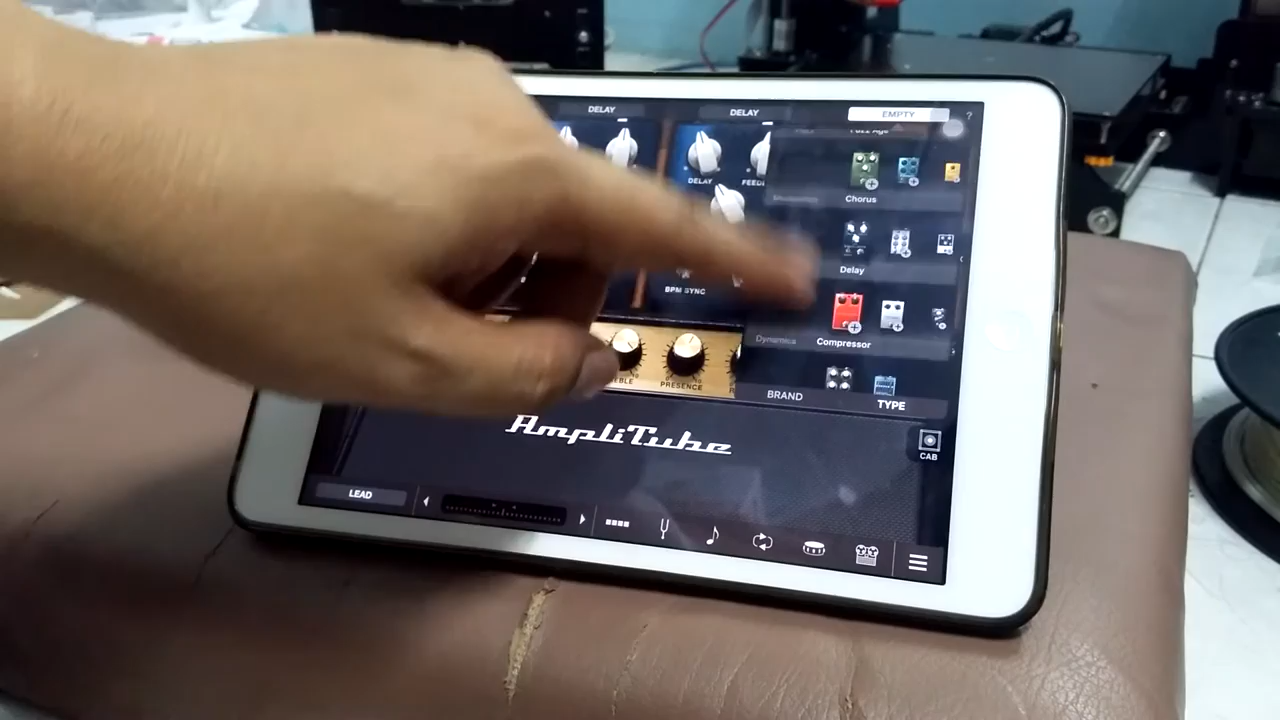 DELAY
DELAY
EMPTY
?
DELAY
Chorus
Delay
BPM SYNC
Dynamics
Compressor
PRESENCE
BRAND
TYPE
AmpliTube
CAB
LEAD